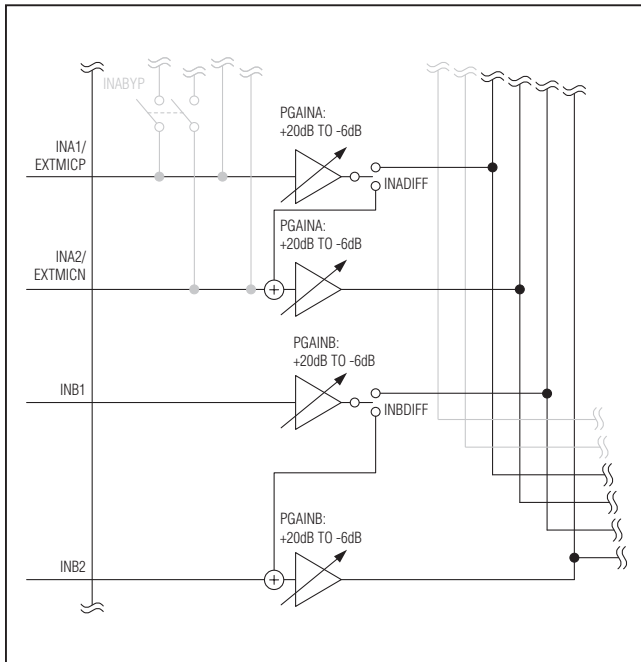 INABYP
PGAINA:
+20dB TO -6dB
INA1/
EXTMICP
INADIFF
PGAINA:
+20dB TO -6dB
INA2/
EXTMICN
+
PGAINB:
+20dB TO -6dB
INB1
INBDIFF
PGAINB:
+20dB TO -6dB
INB2
+